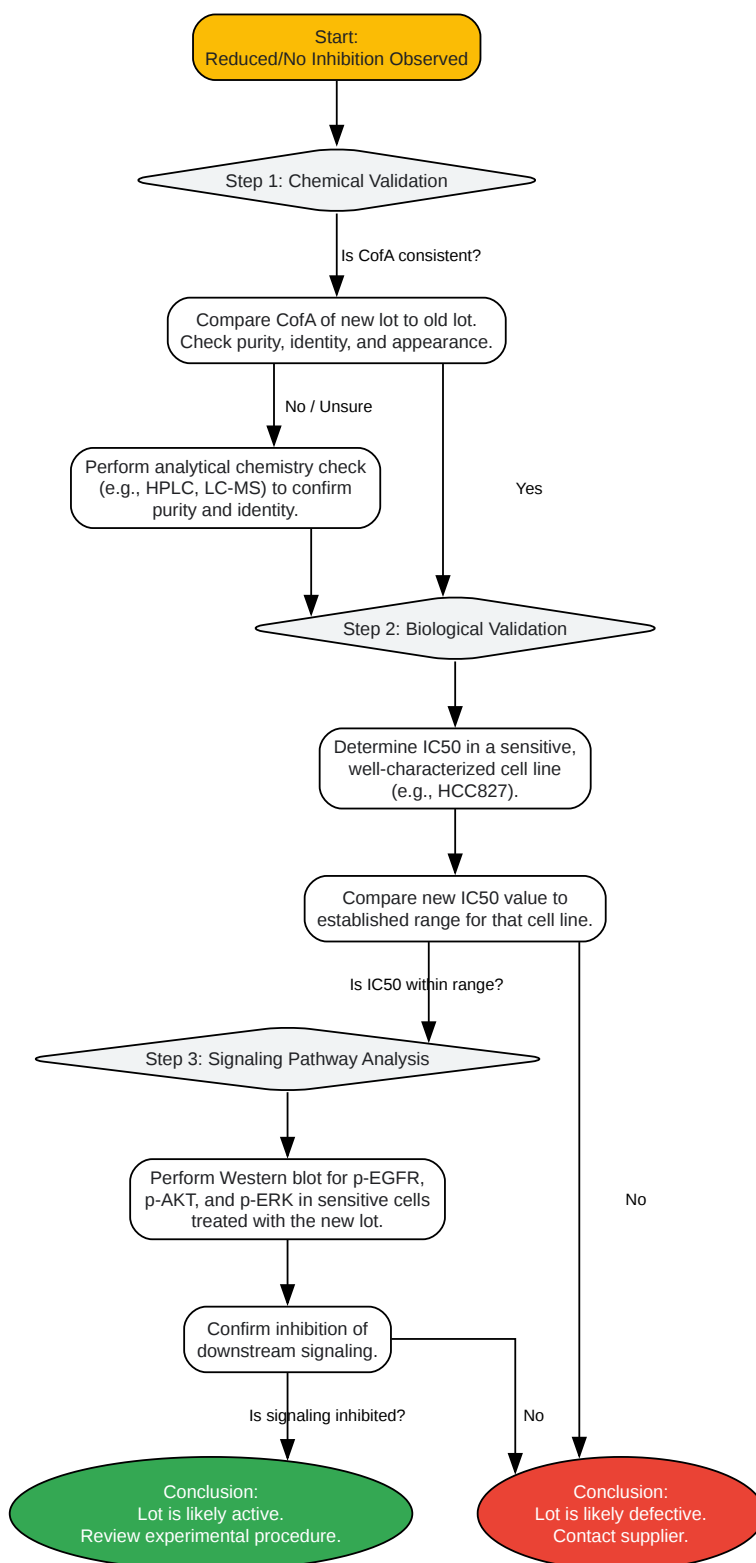 Start:
Reduced/No Inhibition Observed
Step 1: Chemical Validation
Is CofA consistent?
Compare CofA of new lot to old lot.
Check purity, identity, and appearance.
No / Unsure
Perform analytical chemistry check
(e.g., HPLC, LC-MS) to confirm
purity and identity.
Yes
Step 2: Biological Validation
Determine IC50 in a sensitive,
well-characterized cell line
(e.g., HCC827).
Compare new IC50 value to
established range for that cell line.
Is IC50 within range?
Step 3: Signaling Pathway Analysis
Perform Western blot for p-EGFR,
p-AKT, and p-ERK in sensitive cells
treated with the new lot.
No
Confirm inhibition of
downstream signaling.
Is signaling inhibited?
No
Conclusion:
Lot is likely active.
Review experimental procedure.
Conclusion:
Lot is likely defective.
Contact supplier.